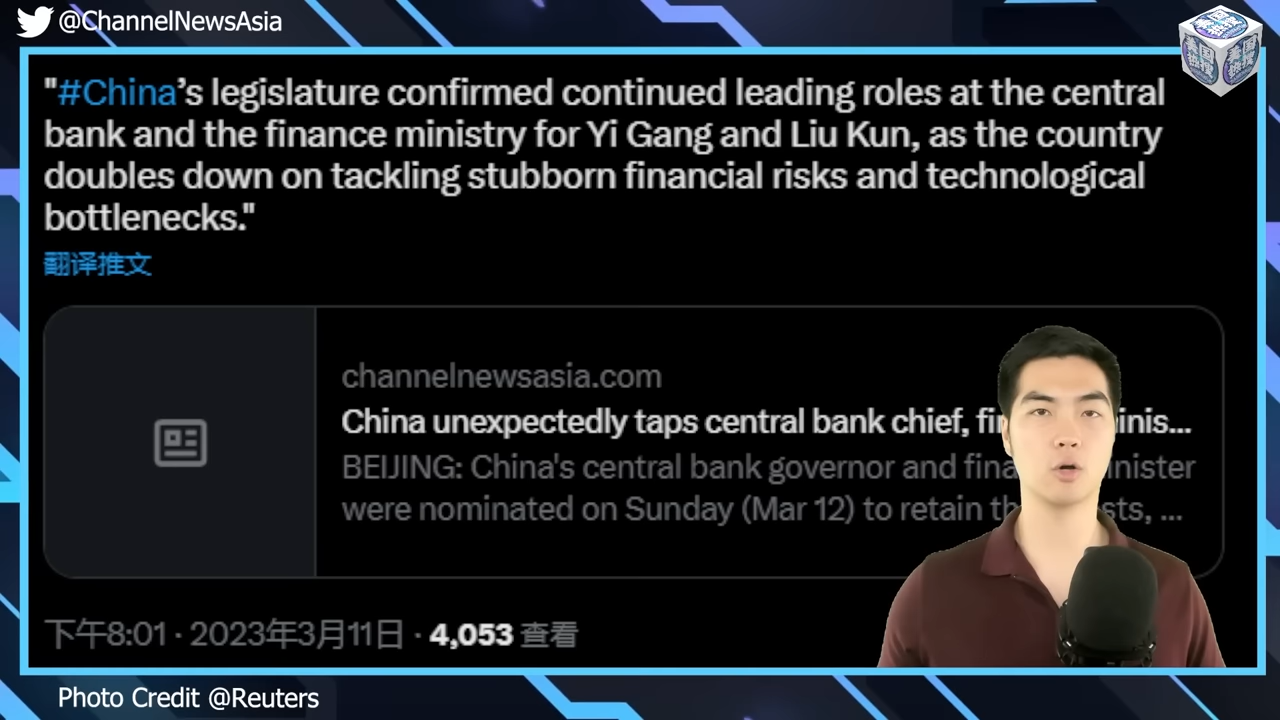 @ChannelNewsAsia
"#China's legislature confirmed continued leading roles at the central
bank and the finance ministry for Yi Gang and Liu Kun, as the country
doubles down on tackling stubborn financial risks and technological
bottlenecks."
翻译推文
channelnewsasia.com
China unexpectedly taps central bank chief,
BEIJING: China's central bank governor and
were nominated on Sunday (Mar 12) to retain
下午8:01 · 2023年3月11日 · 4,053 查看
Photo Credit @Reuters